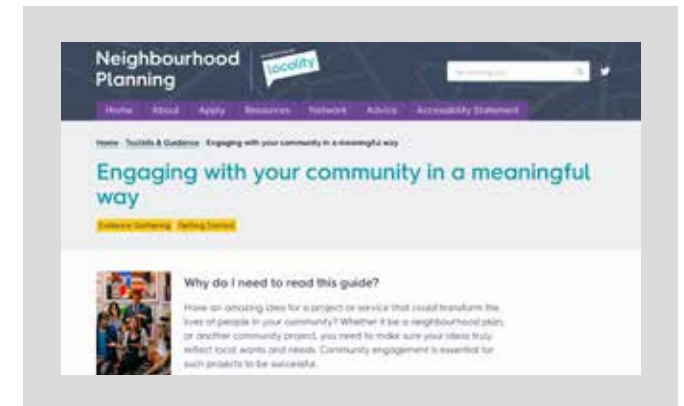 Neighbourhood
Planning
locality
Home About Apply Resources Network Advice Accessibility Statement
Home Toolkits & Guidance Engaging with your community in a meaningful way
Engaging with your community in a meaningful
way
Evidence Gathering Getting Started
Why do I need to read this guide?
Have an amazing idea for a project or service that could transform the
lives of people in your community? Whether it be a neighbourhood plan,
or another community project, you need to make sure your ideas truly
reflect local wants and needs. Community engagement is essential for
such projects to be successful.